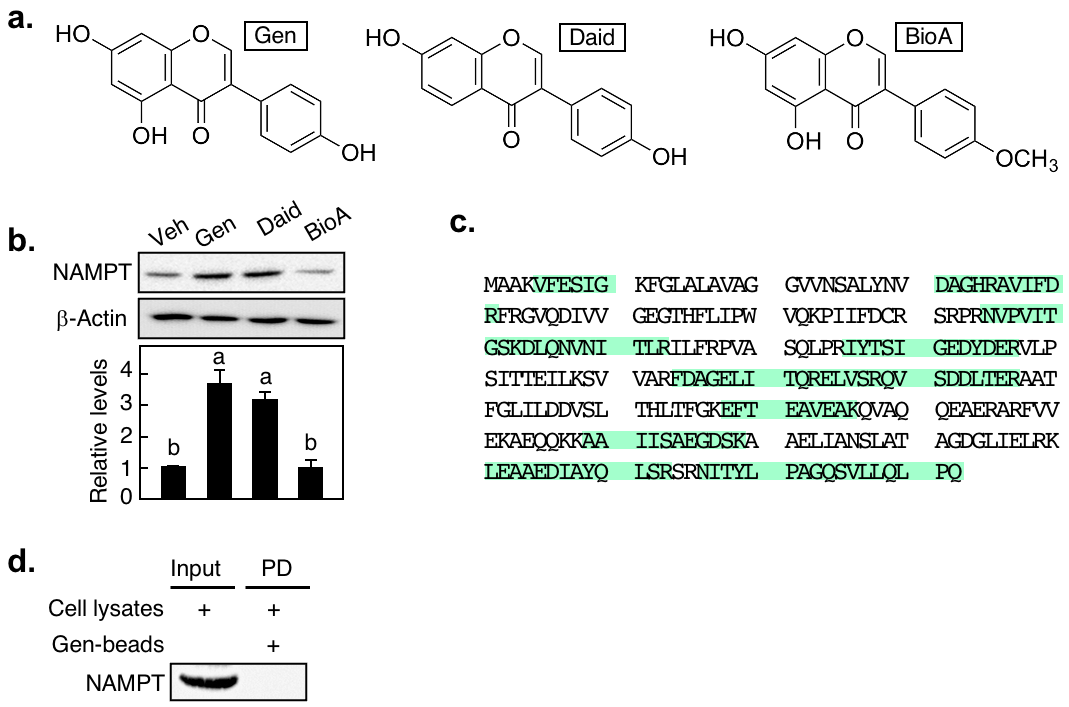 a.
HO O Gen
OH O OH
HO O Daid
O OH
HO O BioA
OH O OCH3
b.
Veh Gen Daid BioA
NAMPT
β-Actin
Relative levels
4
3
2
1
0
b a a b
c.
MAAKVFESIG KFGLALAVAG GVVNSALYNV DAGHRAVIFD
RFRGVQDIVV GEGTHFLIPW VQKPIIFDCR SRPRNVPVIT
GSKDLQNVNI TLRILFRPVA SQLPRIYTSI GEDYDERVLP
SITTEILKSV VARFDAGELI TQRELVSRQV SDDLTERAAT
FGLILDDVSL THLTFGKEFT EAVEAKQVAQ QEAERARFVV
EKAEQQKKAA IISAEGDSKA AELIANSLAT AGDGLIELRK
LEAAEDIAYQ LSRSRNITYL PAGQSVLLQL PQ
d.
Input PD
Cell lysates + +
Gen-beads +
NAMPT